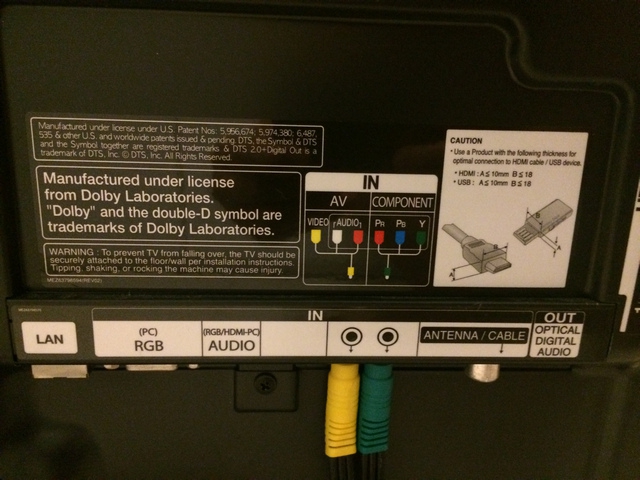 Manufactured under license under U.S. Patent Nos: 5,956,674; 5,974,380; 6,487,
535 & other U.S. and worldwide patents issued & pending. DTS, the Symbol & DTS
and the Symbol together are registered trademarks & DTS 2.0+Digital Out is a
trademark of DTS, Inc. © DTS, Inc. All Rights Reserved.
Manufactured under license
from Dolby Laboratories.
"Dolby" and the double-D symbol are
trademarks of Dolby Laboratories.
WARNING : To prevent TV from falling over, the TV should be
securely attached to the floor/wall per installation instructions.
Tipping, shaking, or rocking the machine may cause injury.
IN
AV COMPONENT
VIDEO AUDIO PR PB Y
CAUTION
• Use a Product with the following thickness for
optimal connection to HDMI cable / USB device.
• HDMI : A≦10mm B≦18
• USB : A≦10mm B≦18
A B
A B
LAN
IN
(PC)
RGB
(RGB/HDMI-PC)
AUDIO
ANTENNA / CABLE
OUT
OPTICAL
DIGITAL
AUDIO